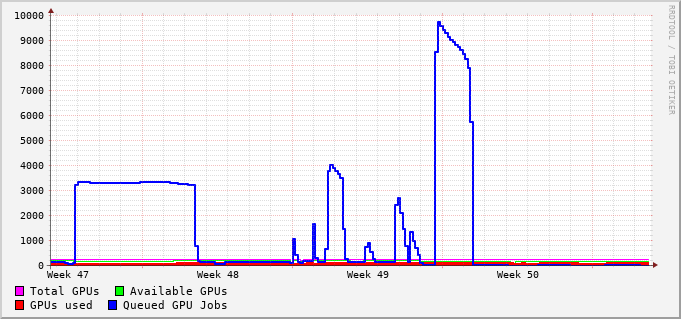 10000
9000
8000
7000
6000
5000
4000
3000
2000
1000
0
Week 47 Week 48 Week 49 Week 50
Total GPUs Available GPUs
GPUs used Queued GPU Jobs
RRDTOOL / TOBI OETIKER